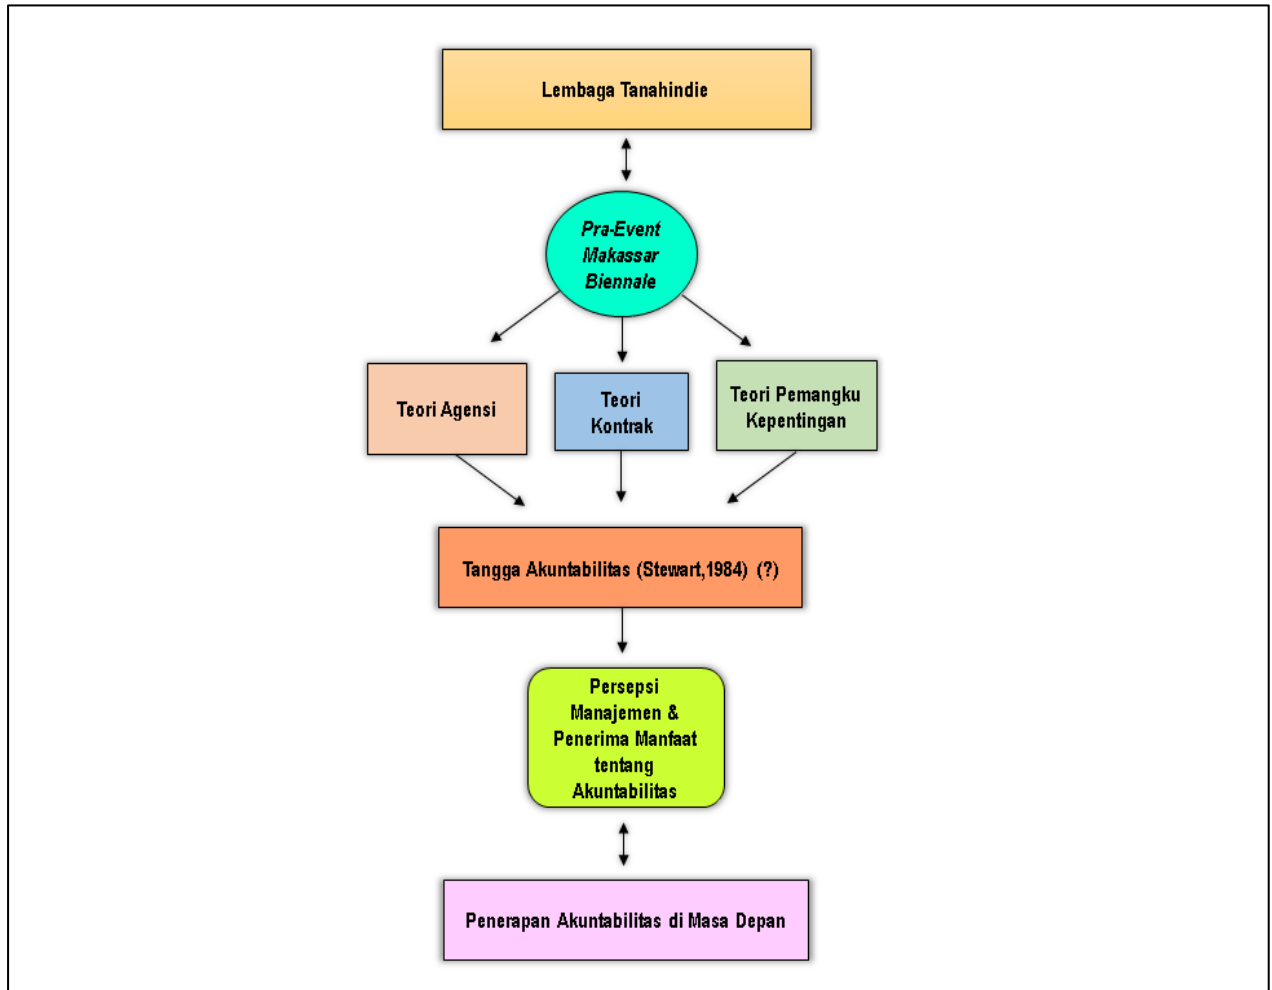 Lembaga Tanahindie
Pra-Event
Makassar
Biennale
Teori Agensi
Teori
Kontrak
Teori Pemangku
Kepentingan
Tangga Akuntabilitas (Stewart,1984) (?)
Persepsi
Manajemen &
Penerima Manfaat
tentang
Akuntabilitas
Penerapan Akuntabilitas di Masa Depan